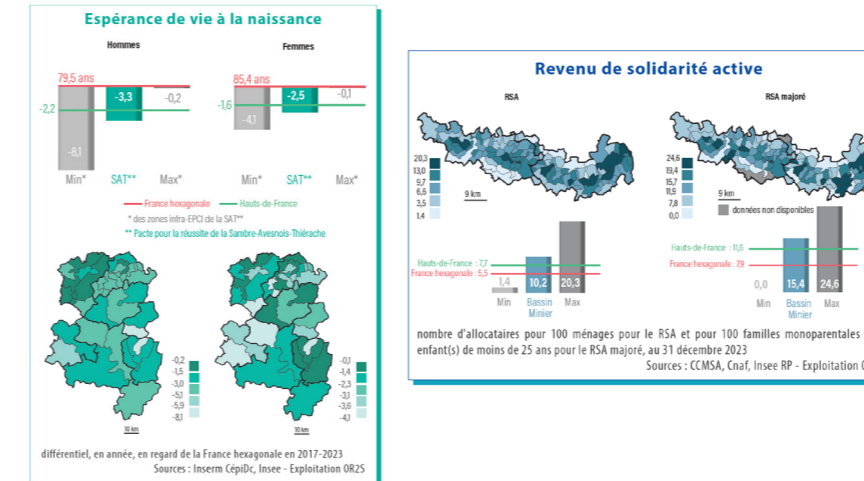 Espérance de vie à la naissance
Hommes
Femmes
79,5 ans
-2,2
-8,1
-3,3
-0,2
85,4 ans
-1,6
-4,1
-2,5
-0,1
Min* SAT** Max*
Min* SAT** Max*
France hexagonale Hauts-de-France
* des zones infra-EPCI de la SAT**
** Pacte pour la réussite de la Sambre-Avesnois-Thiérache
-0,2
-1,5
-3,0
-5,1
-5,9
-8,1
10 km
-0,1
-1,4
-2,3
-3,1
-3,6
-4,1
10 km
différentiel, en année, en regard de la France hexagonale en 2017-2023
Sources : Inserm CépiDc, Insee - Exploitation OR2S
Revenu de solidarité active
RSA
20,3
13,0
9,7
6,6
3,5
1,4
9 km
Hauts-de-France : 7,7
France hexagonale : 5,5
1,4
10,2
20,3
Min
Bassin
Minier
Max
RSA majoré
24,6
19,4
15,7
11,9
7,8
0,0
9 km
données non disponibles
Hauts-de-France : 11,6
France hexagonale : 7,9
0,0
15,4
24,6
Min
Bassin
Minier
Max
nombre d'allocataires pour 100 ménages pour le RSA et pour 100 familles monoparentales
enfant(s) de moins de 25 ans pour le RSA majoré, au 31 décembre 2023
Sources : CCMSA, Cnaf, Insee RP - Exploitation